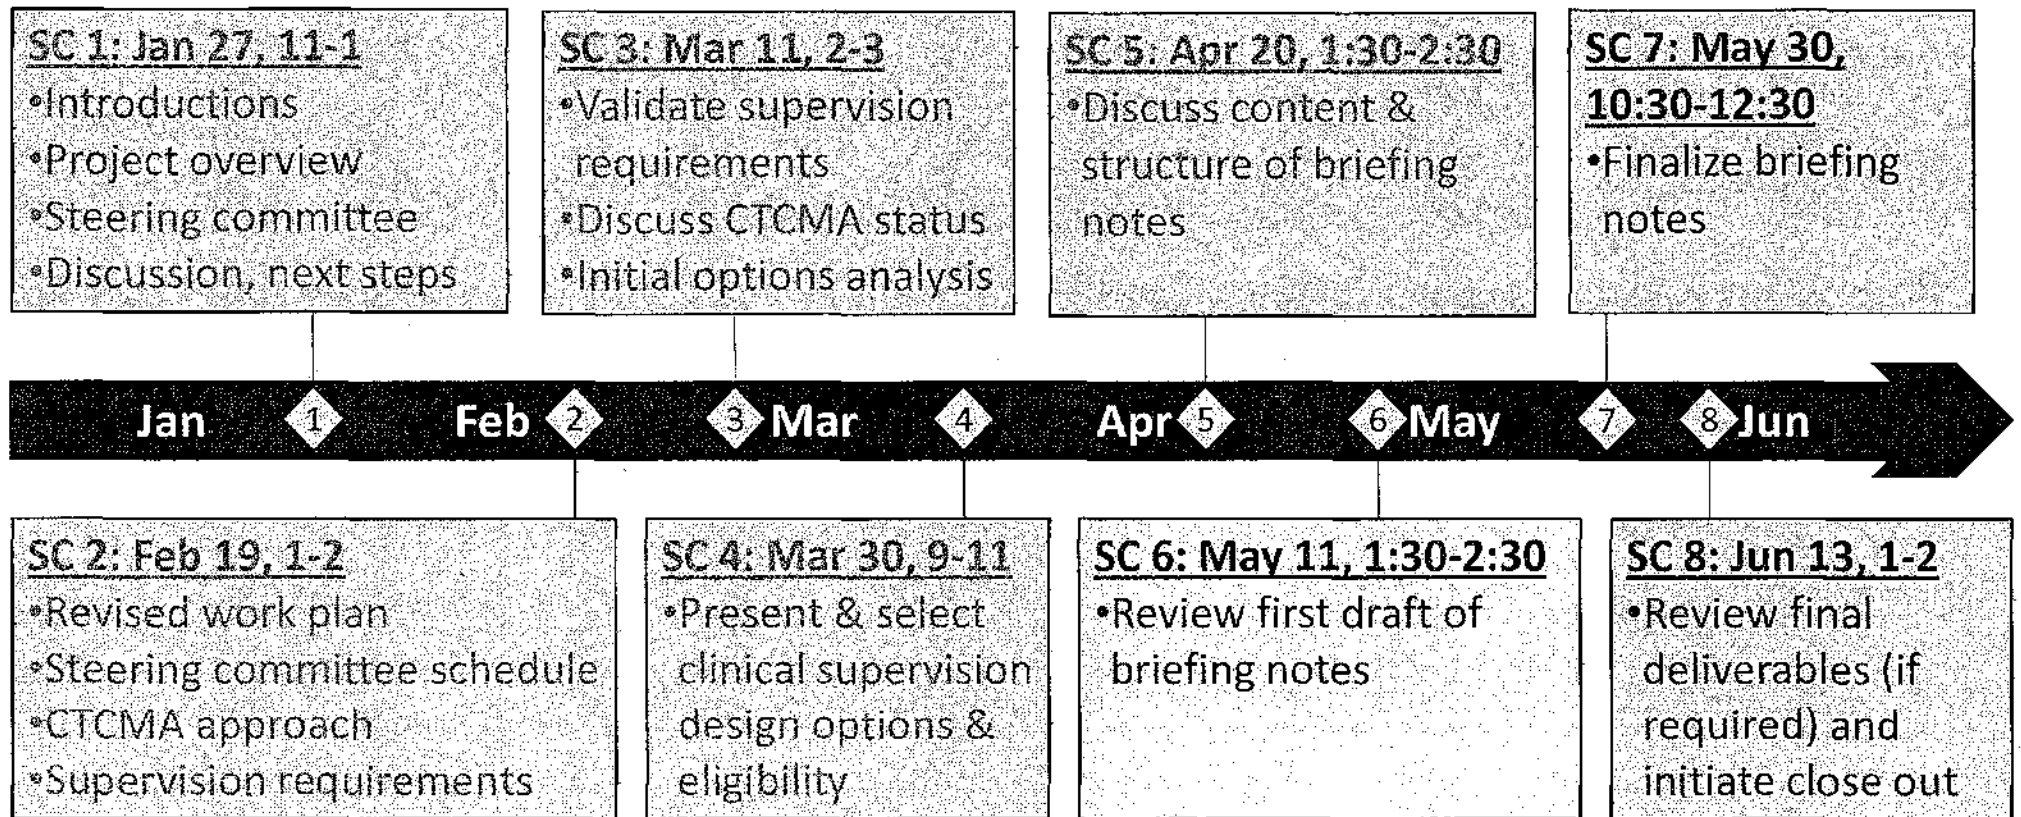 SC 1: Jan 27, 11-1
•Introductions
•Project overview
•Steering committee
•Discussion, next steps
SC 3: Mar 11, 2-3
•Validate supervision
requirements
•Discuss CTCMA status
•Initial options analysis
SC 5: Apr 20, 1:30-2:30
•Discuss content &
structure of briefing
notes
SC 7: May 30,
10:30-12:30
•Finalize briefing
notes
Jan 1 Feb 2 3 Mar 4 Apr 5 6 May 7 8 Jun
SC 2: Feb 19, 1-2
•Revised work plan
•Steering committee schedule
•CTCMA approach
•Supervision requirements
SC 4: Mar 30, 9-11
•Present & select
clinical supervision
design options &
eligibility
SC 6: May 11, 1:30-2:30
•Review first draft of
briefing notes
SC 8: Jun 13, 1-2
•Review final
deliverables (if
required) and
initiate close out